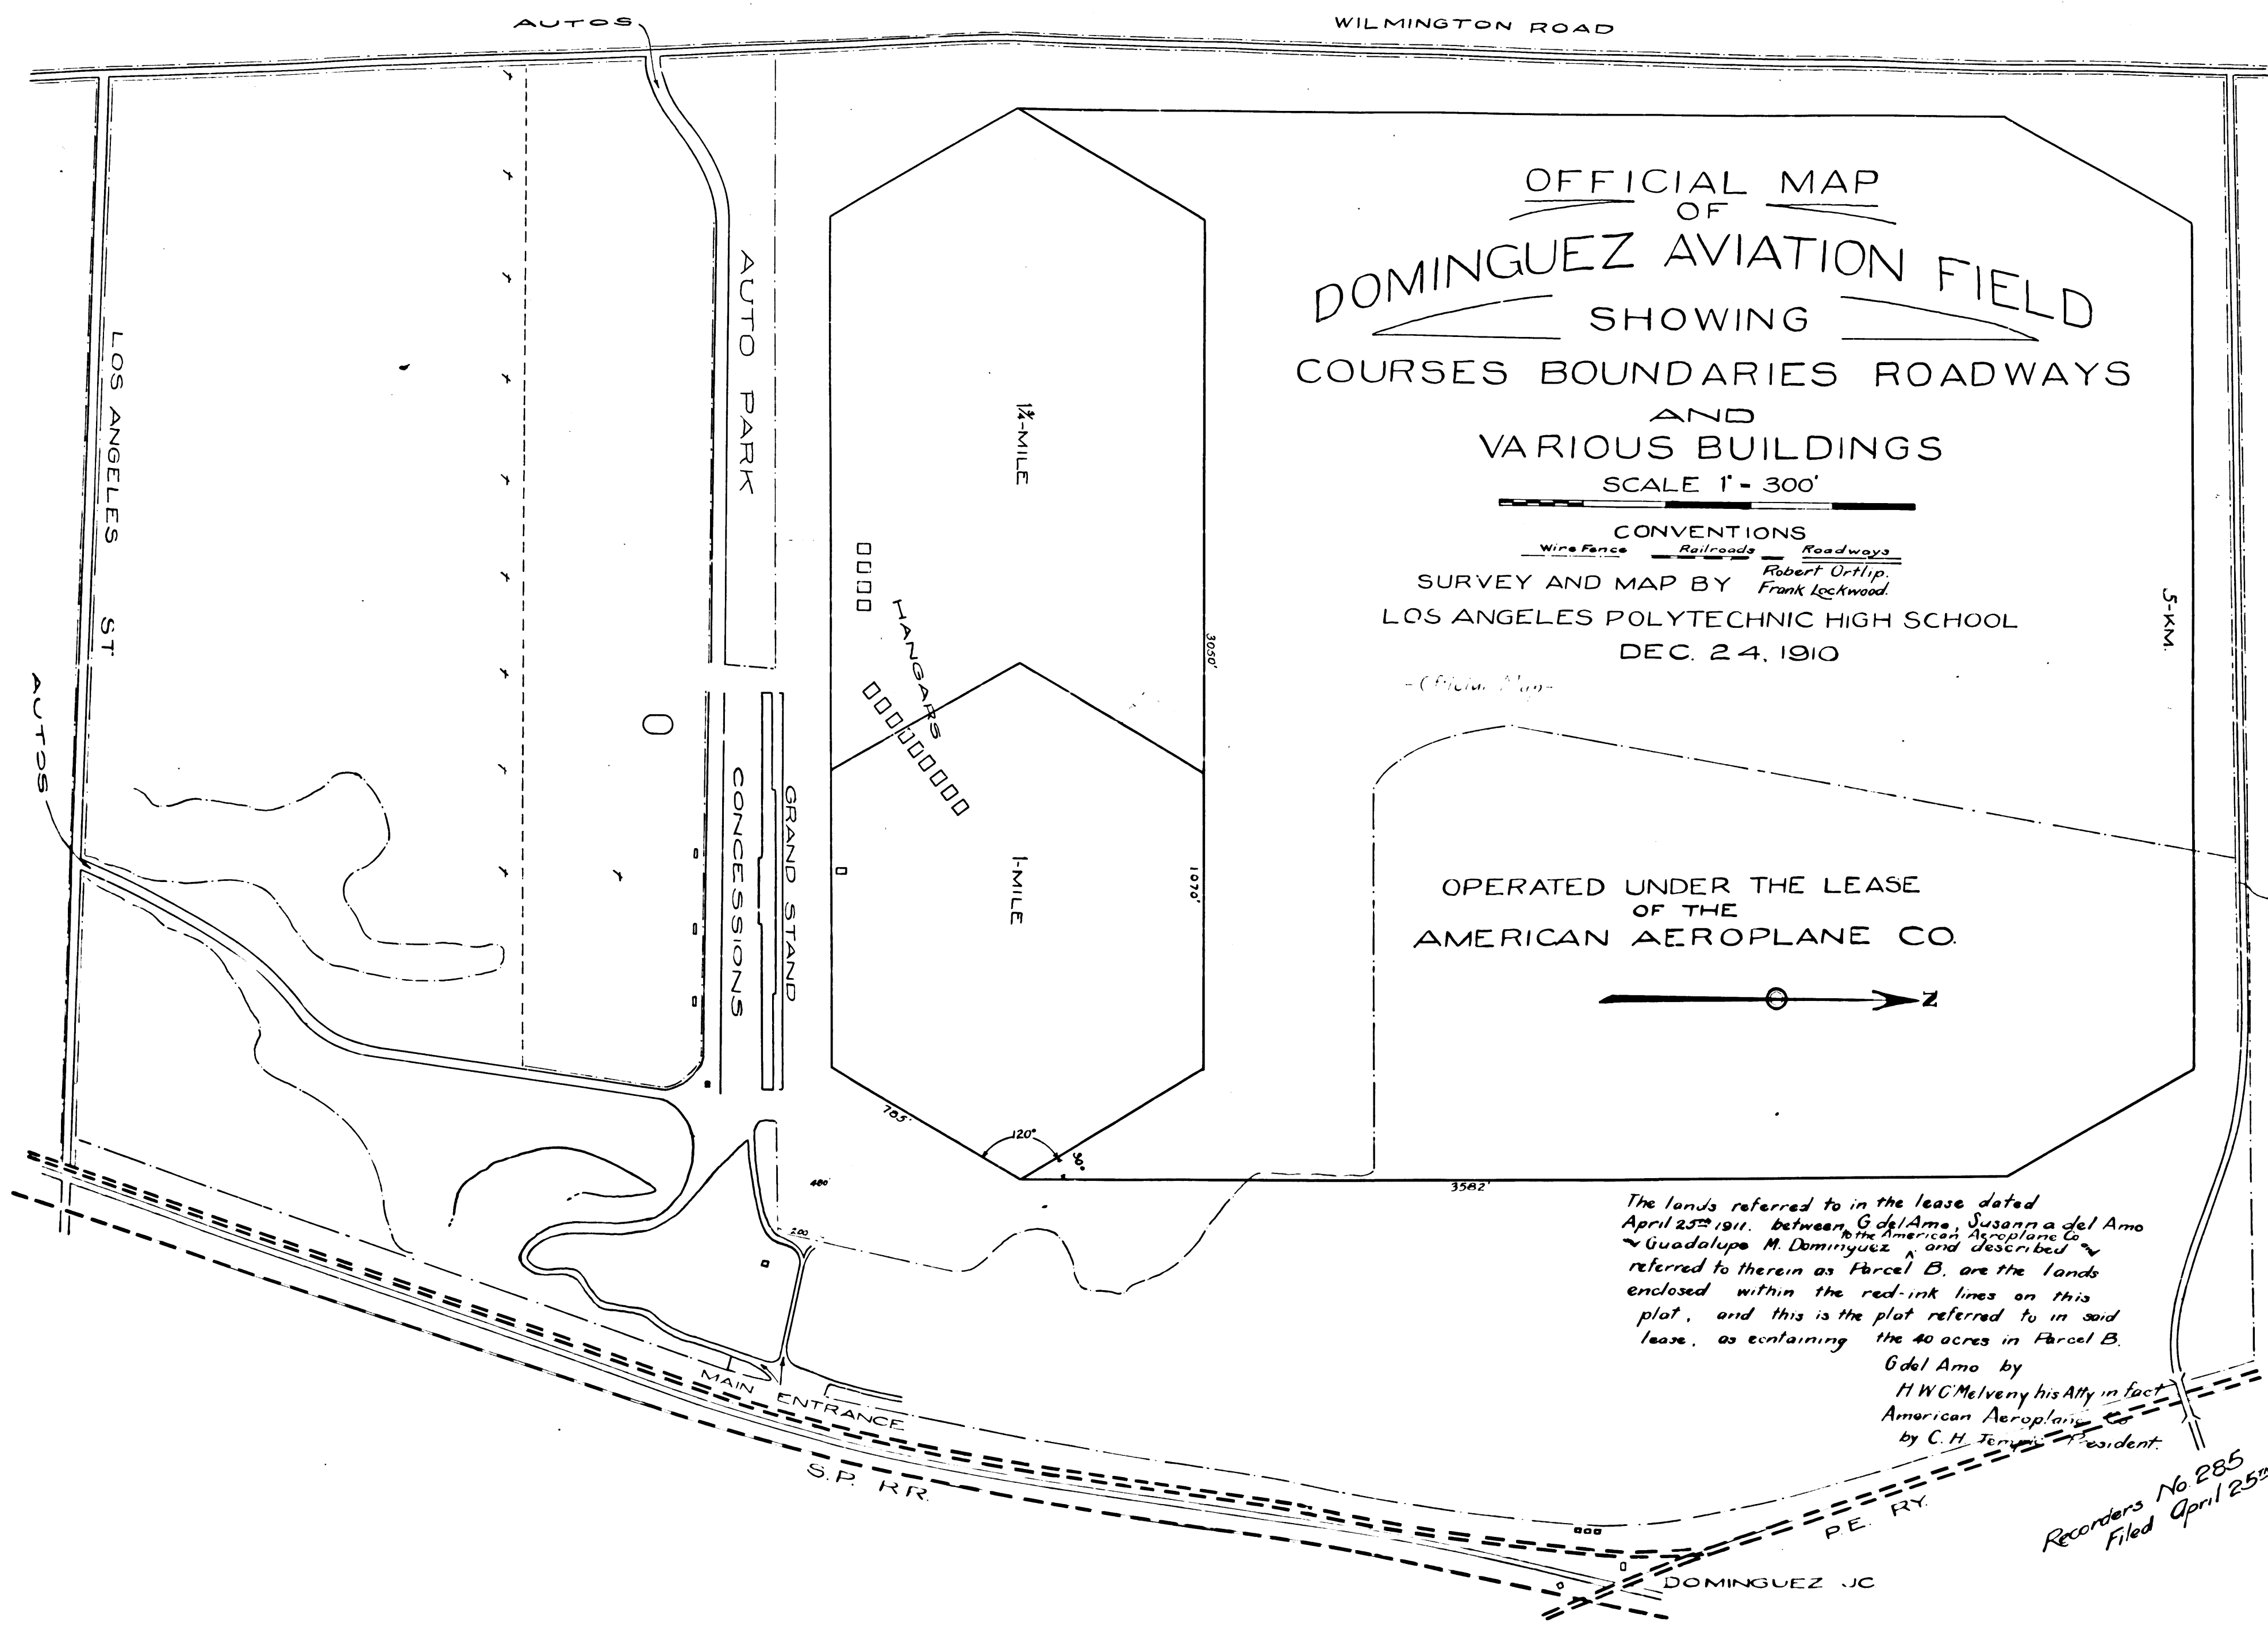 AUTOS
WILMINGTON ROAD
OFFICIAL MAP
OF
DOMINGUEZ AVIATION FIELD
SHOWING
COURSES BOUNDARIES ROADWAYS
AND
VARIOUS BUILDINGS
SCALE 1" = 300'
CONVENTIONS
Wire Fence Railroads Roadways
SURVEY AND MAP BY Robert Ortlip.
Frank Lockwood.
LOS ANGELES POLYTECHNIC HIGH SCHOOL
DEC. 24, 1910
-Official Map-
AUTO PARK
LOS ANGELES ST
AUTOS
1¾-MILE
HANGARS
3050'
5-KM.
CONCESSIONS
GRAND STAND
1-MILE
1070'
OPERATED UNDER THE LEASE
OF THE
AMERICAN AEROPLANE CO.
N
785'
120°
480'
200
3582'
The lands referred to in the lease dated
April 25th 1911. between G del Amo, Susanna del Amo
to the American Aeroplane Co
~ Guadalupe M. Dominguez ^ and described ~
referred to therein as Parcel B. are the lands
enclosed within the red-ink lines on this
plat, and this is the plat referred to in said
lease, as containing the 40 acres in Parcel B.
G del Amo by
H W O'Melveny his Atty in fact
American Aeroplane Co
by C. H. President.
MAIN ENTRANCE
S.P. RR.
P.E. RY.
DOMINGUEZ JC
Recorders No. 285
Filed April 25TH